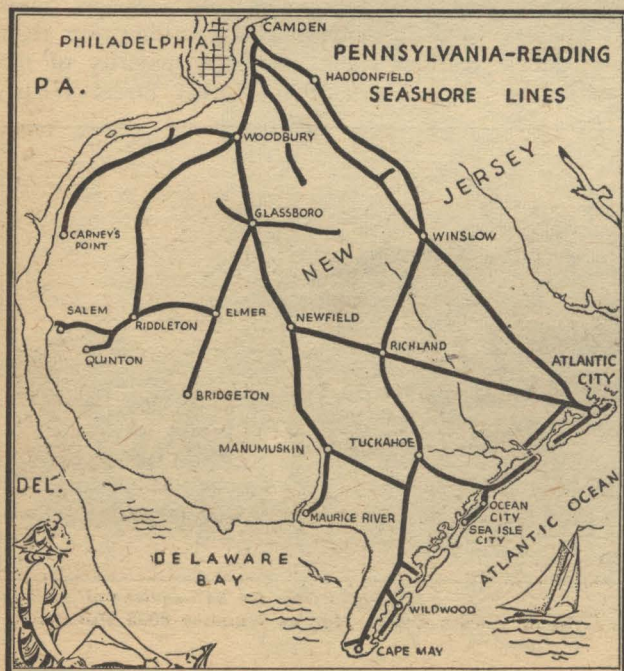 CAMDEN
PHILADELPHIA
PENNSYLVANIA-READING
HADDONFIELD
SEASHORE LINES
PA.
WOODBURY
JERSEY
GLASSBORO
CARNEY'S
POINT
WINSLOW
NEW
SALEM
RIDDLETON
ELMER
NEWFIELD
QUINTON
RICHLAND
ATLANTIC
CITY
BRIDGETON
MANUMUSKIN
TUCKAHOE
DEL.
OCEAN
CITY
MAURICE RIVER
SEA ISLE
CITY
ATLANTIC OCEAN
DELAWARE
BAY
WILDWOOD
CAPE MAY